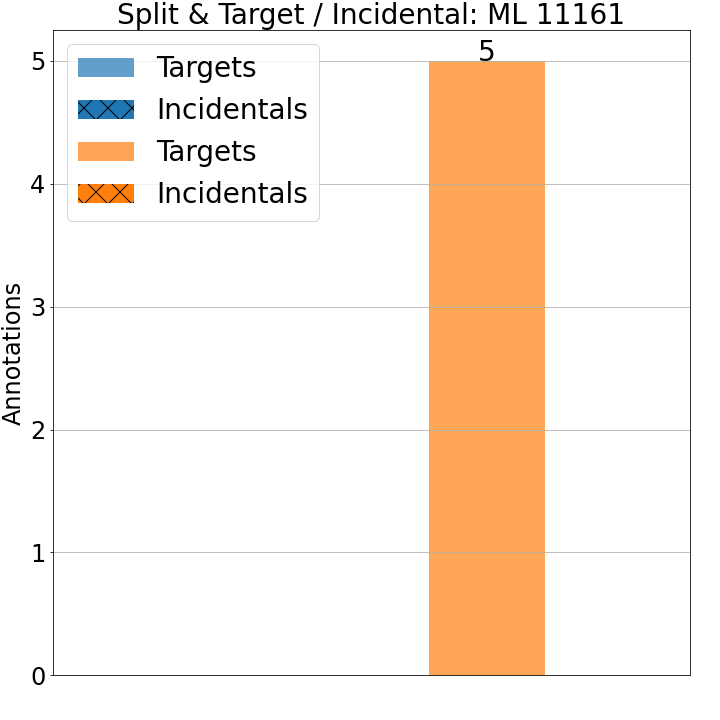 Split & Target / Incidental: ML 11161
5
Targets
Incidentals
Targets
Incidentals
Annotations
5
4
3
2
1
0